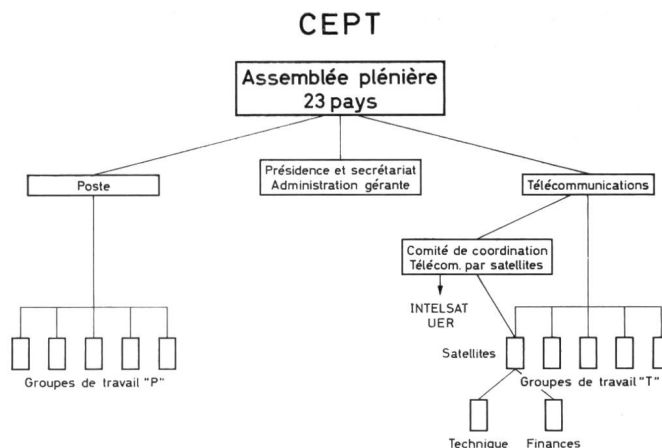 CEPT
Assemblée plénière
23 pays
Poste
Présidence et secrétariat
Administration gérante
Télécommunications
Comité de coordination
Télécom. par satellites
INTELSAT
UER
Satellites
Groupes de travail "P"
Groupes de travail "T"
Technique
Finances